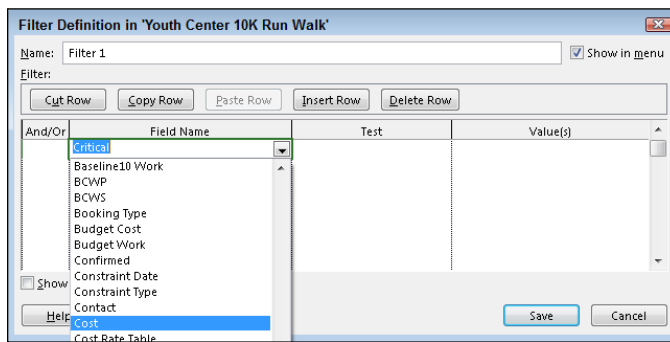 Filter Definition in 'Youth Center 10K Run Walk'
Name: Filter 1 Show in menu
Filter:
Cut Row Copy Row Paste Row Insert Row Delete Row
And/Or Field Name Test Value(s)
Critical
Baseline10 Work
BCWP
BCWS
Booking Type
Budget Cost
Budget Work
Confirmed
Constraint Date
Constraint Type
Contact
Cost
Cost Rate Table
Show
Help Save Cancel